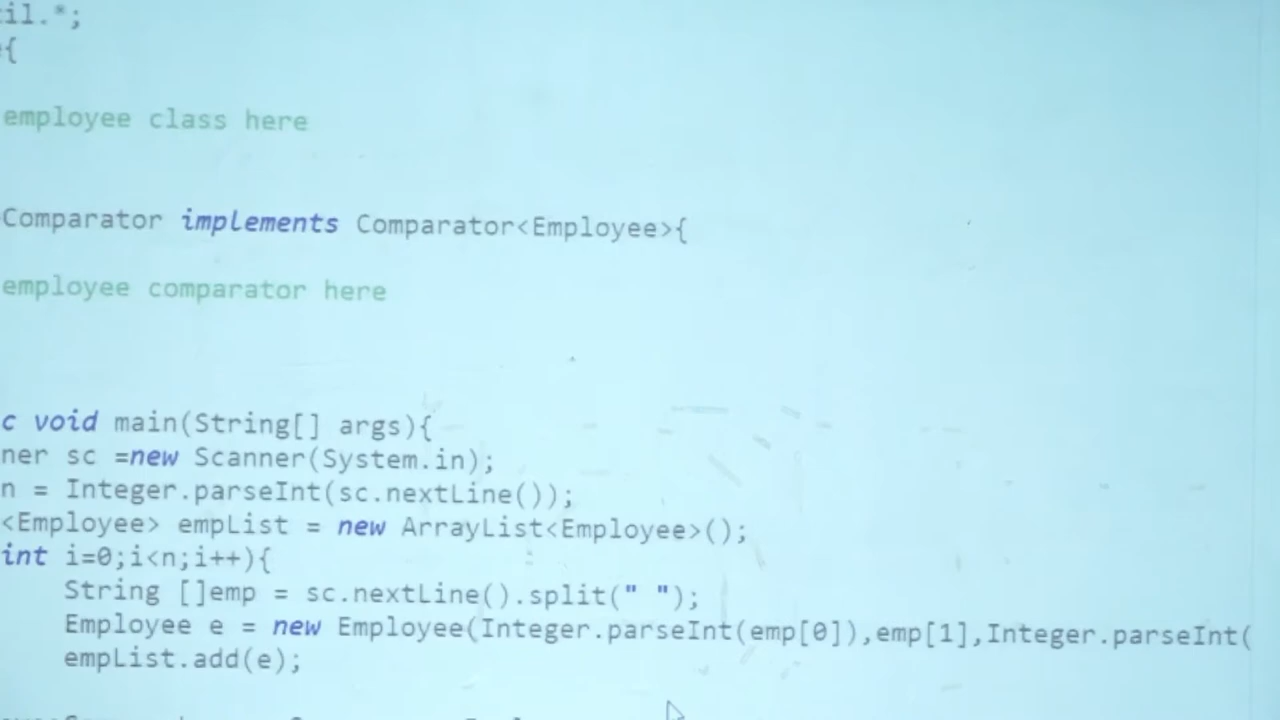 til.*;
{
employee class here
Comparator implements Comparator<Employee>{
employee comparator here
c void main(String[] args){
ner sc =new Scanner(System.in);
n = Integer.parseInt(sc.nextLine());
<Employee> empList = new ArrayList<Employee>();
int i=0;i<n;i++){
String []emp = sc.nextLine().split(" ");
Employee e = new Employee(Integer.parseInt(emp[0]),emp[1],Integer.parseInt(
empList.add(e);